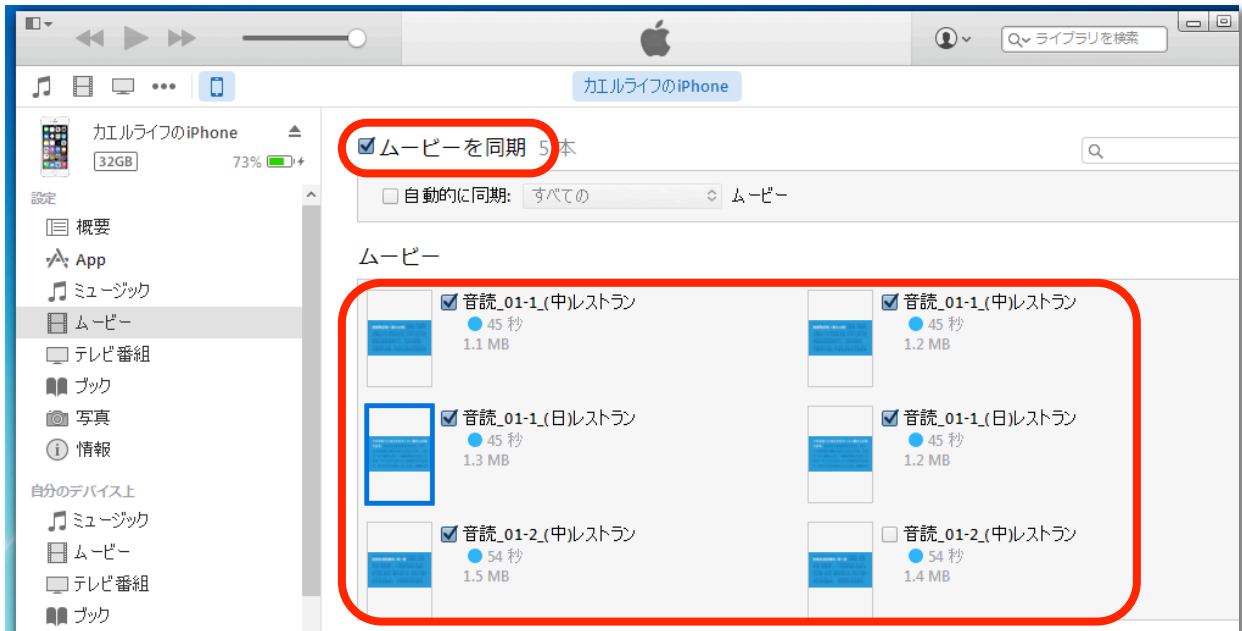 ライブラリを検索
カエルライフのiPhone
カエルライフのiPhone
32GB 73%
ムービーを同期 5 本
自動的に同期: すべての ムービー
設定
概要
App
ミュージック
ムービー
テレビ番組
ブック
写真
情報
自分のデバイス上
ミュージック
ムービー
テレビ番組
ブック
ムービー
音読_01-1_(中)レストラン
45 秒
1.1 MB
音読_01-1_(中)レストラン
45 秒
1.2 MB
音読_01-1_(日)レストラン
45 秒
1.3 MB
音読_01-1_(日)レストラン
45 秒
1.2 MB
音読_01-2_(中)レストラン
54 秒
1.5 MB
音読_01-2_(中)レストラン
54 秒
1.4 MB